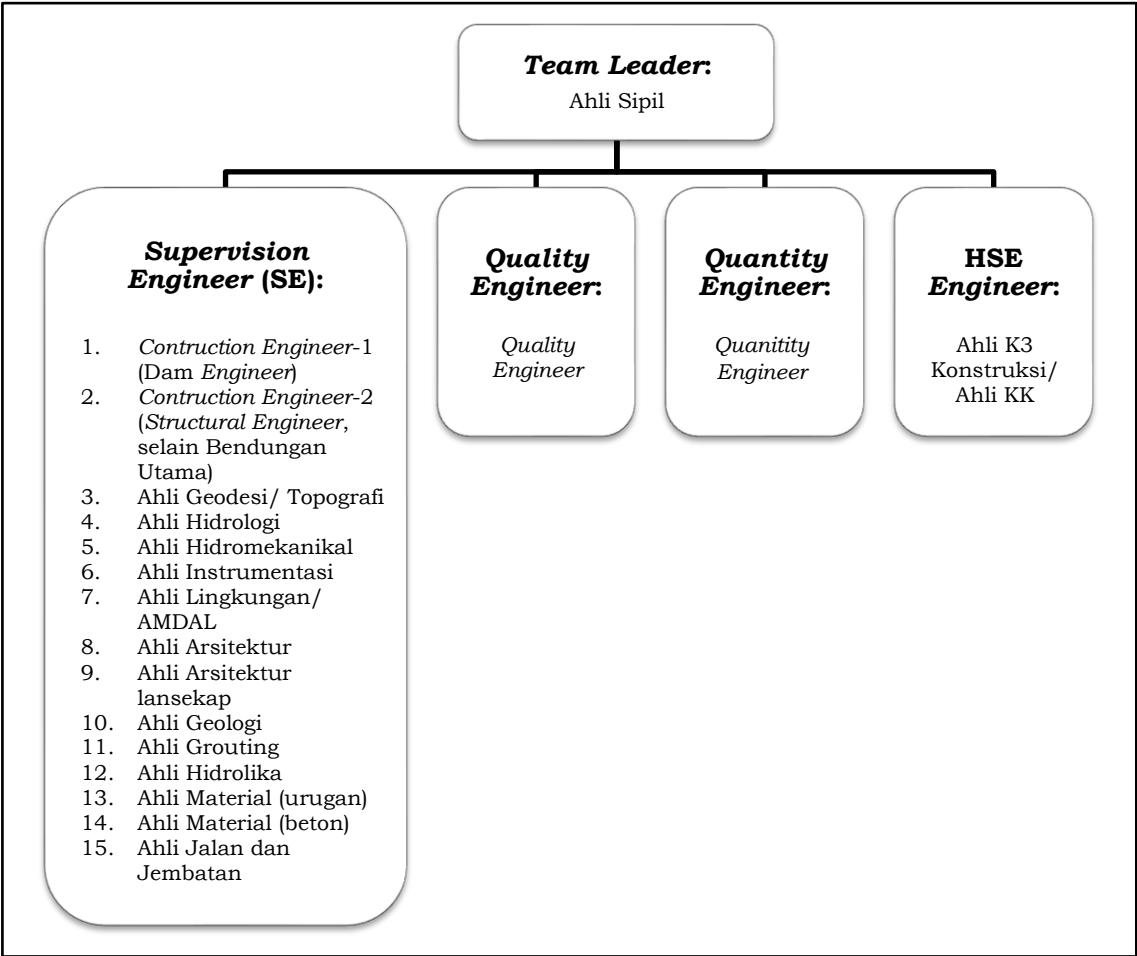 Team Leader:
Ahli Sipil
Supervision
Engineer (SE):
1. Contruction Engineer-1
(Dam Engineer)
2. Contruction Engineer-2
(Structural Engineer,
selain Bendungan
Utama)
3. Ahli Geodesi/ Topografi
4. Ahli Hidrologi
5. Ahli Hidromekanikal
6. Ahli Instrumentasi
7. Ahli Lingkungan/
AMDAL
8. Ahli Arsitektur
9. Ahli Arsitektur
lansekap
10. Ahli Geologi
11. Ahli Grouting
12. Ahli Hidrolika
13. Ahli Material (urugan)
14. Ahli Material (beton)
15. Ahli Jalan dan
Jembatan
Quality
Engineer:
Quality
Engineer
Quantity
Engineer:
Quanitity
Engineer
HSE
Engineer:
Ahli K3
Konstruksi/
Ahli KK